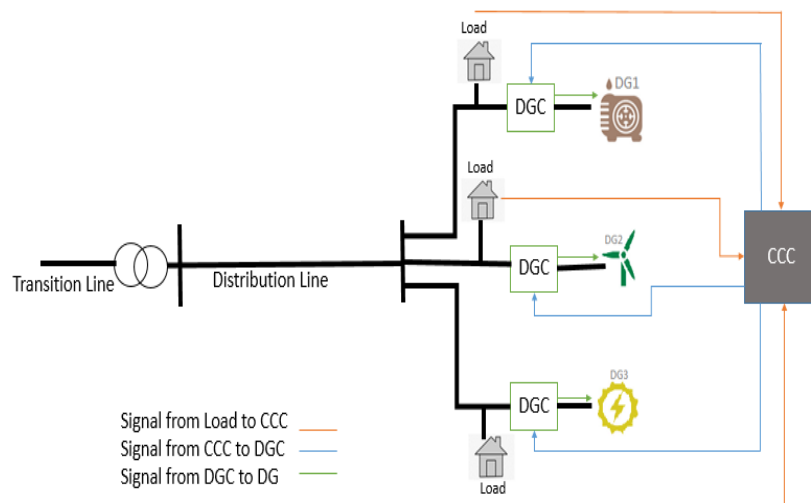 Load
DG1
DGC
Load
DG2
DGC
CCC
Transition Line
Distribution Line
DG3
DGC
Signal from Load to CCC
Signal from CCC to DGC
Signal from DGC to DG
Load